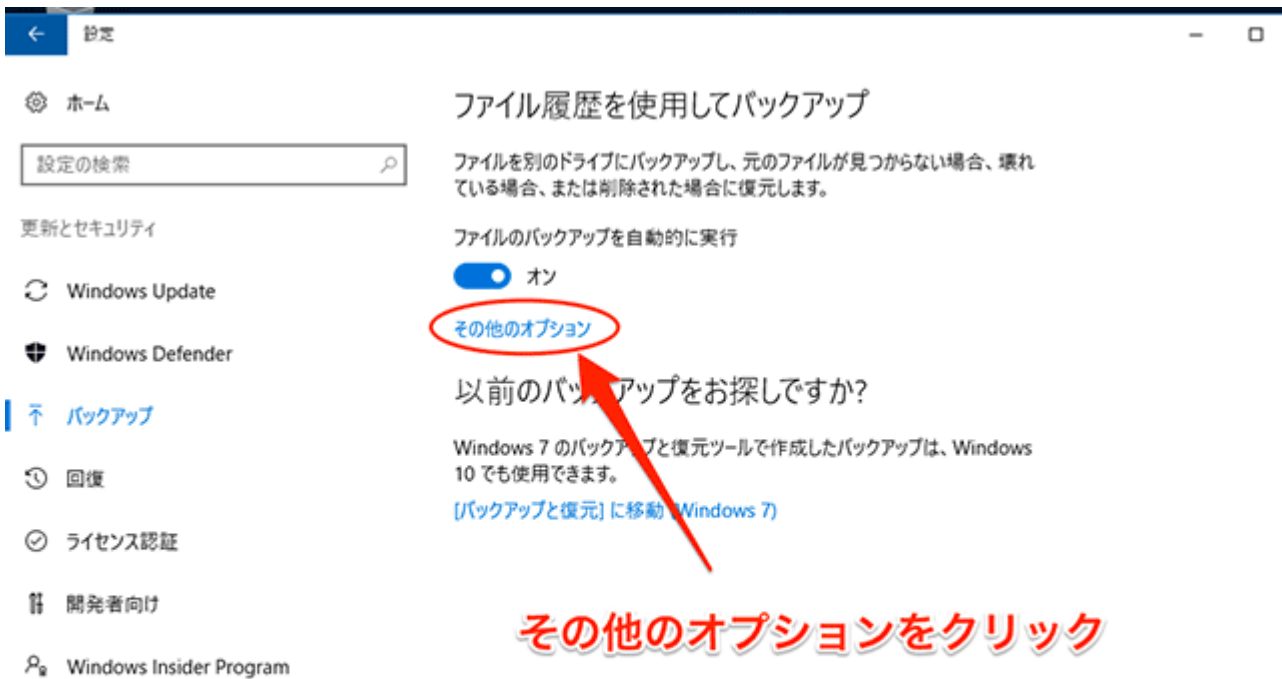 設定
ホーム
設定の検索
更新とセキュリティ
Windows Update
Windows Defender
バックアップ
回復
ライセンス認証
開発者向け
Windows Insider Program
ファイル履歴を使用してバックアップ
ファイルを別のドライブにバックアップし、元のファイルが見つからない場合、壊れ
ている場合、または削除された場合に復元します。
ファイルのバックアップを自動的に実行
オン
その他のオプション
以前のバックアップをお探しですか?
Windows 7 のバックアップと復元ツールで作成したバックアップは、Windows
10 でも使用できます。
[バックアップと復元] に移動 (Windows 7)
その他のオプションをクリック